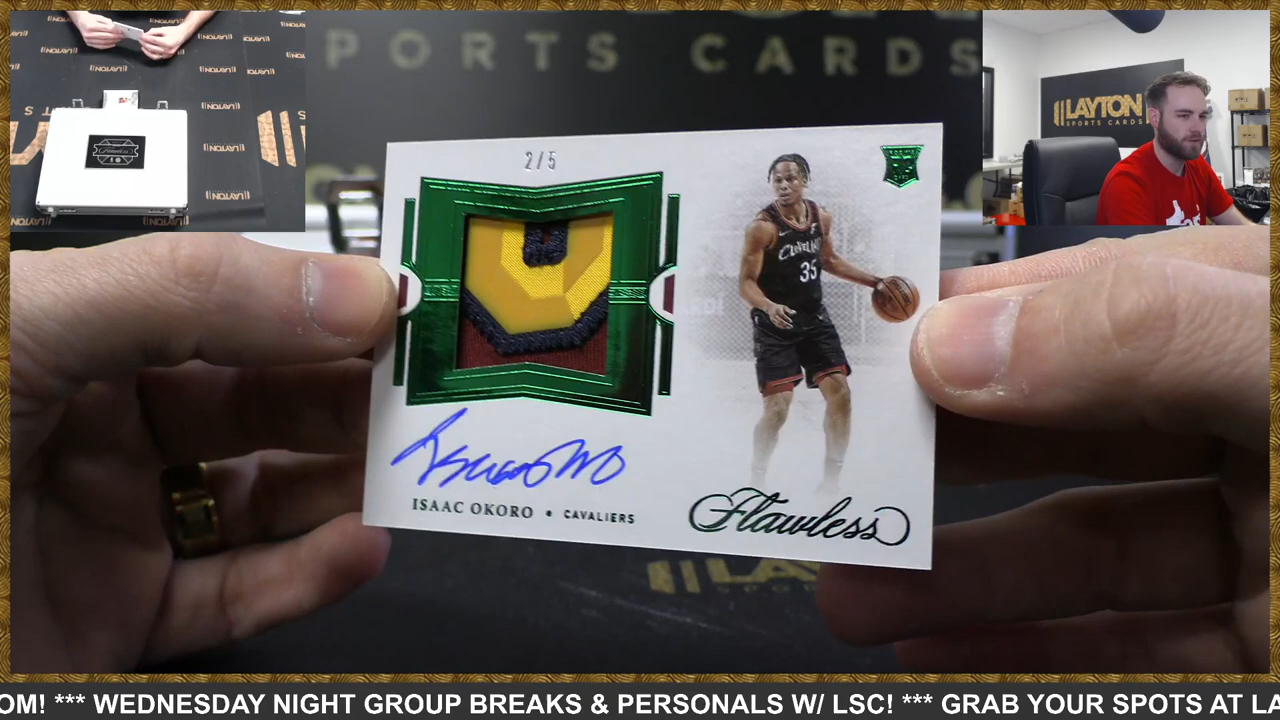 PORTS CARDS
LAYTON
SPORTS CARDS
2/5
CLEVELAND
35
ISAAC OKORO • CAVALIERS
Flawless
OM! *** WEDNESDAY NIGHT GROUP BREAKS & PERSONALS W/ LSC! *** GRAB YOUR SPOTS AT LA